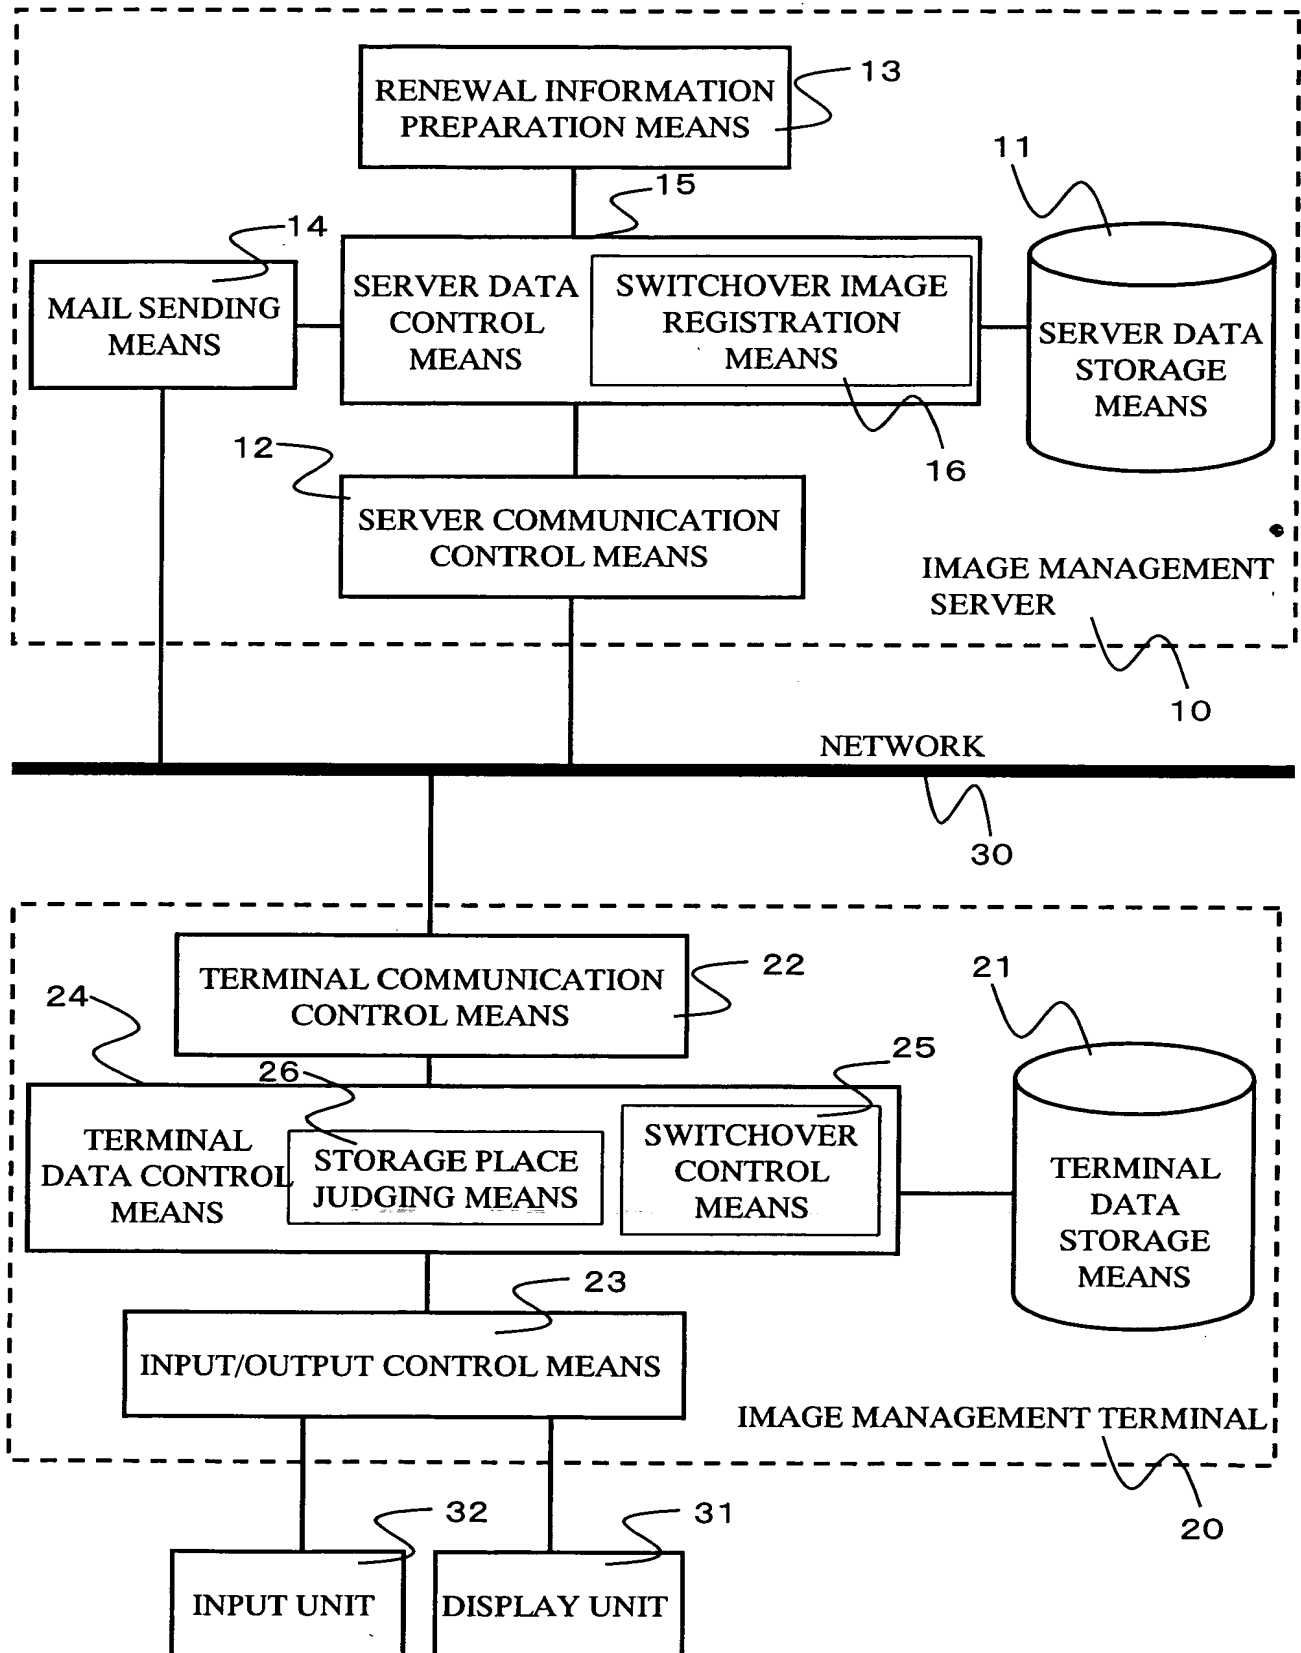 RENEWAL INFORMATION
PREPARATION MEANS
13
11
15
14
MAIL SENDING
MEANS
SERVER DATA
CONTROL
MEANS
SWITCHOVER IMAGE
REGISTRATION
MEANS
SERVER DATA
STORAGE
MEANS
12
16
SERVER COMMUNICATION
CONTROL MEANS
IMAGE MANAGEMENT
SERVER
10
NETWORK
30
TERMINAL COMMUNICATION
CONTROL MEANS
22
21
24
25
26
TERMINAL
DATA CONTROL
MEANS
STORAGE PLACE
JUDGING MEANS
SWITCHOVER
CONTROL
MEANS
TERMINAL
DATA
STORAGE
MEANS
23
INPUT/OUTPUT CONTROL MEANS
IMAGE MANAGEMENT TERMINAL
20
32
31
INPUT UNIT
DISPLAY UNIT